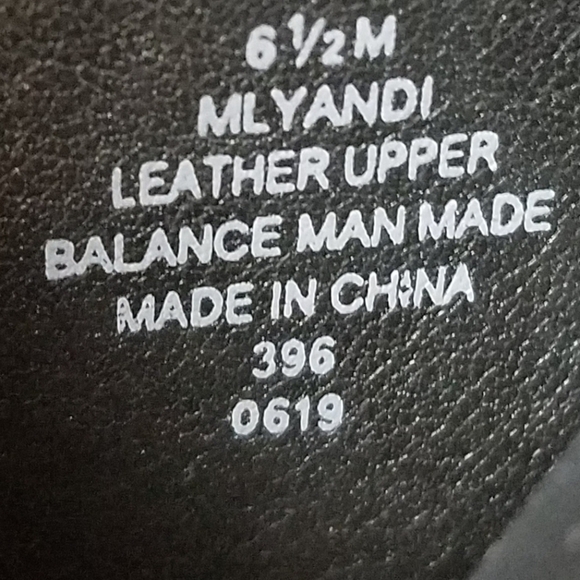 6 1/2 M
MLYANDI
LEATHER UPPER
BALANCE MAN MADE
MADE IN CHINA
396
0619